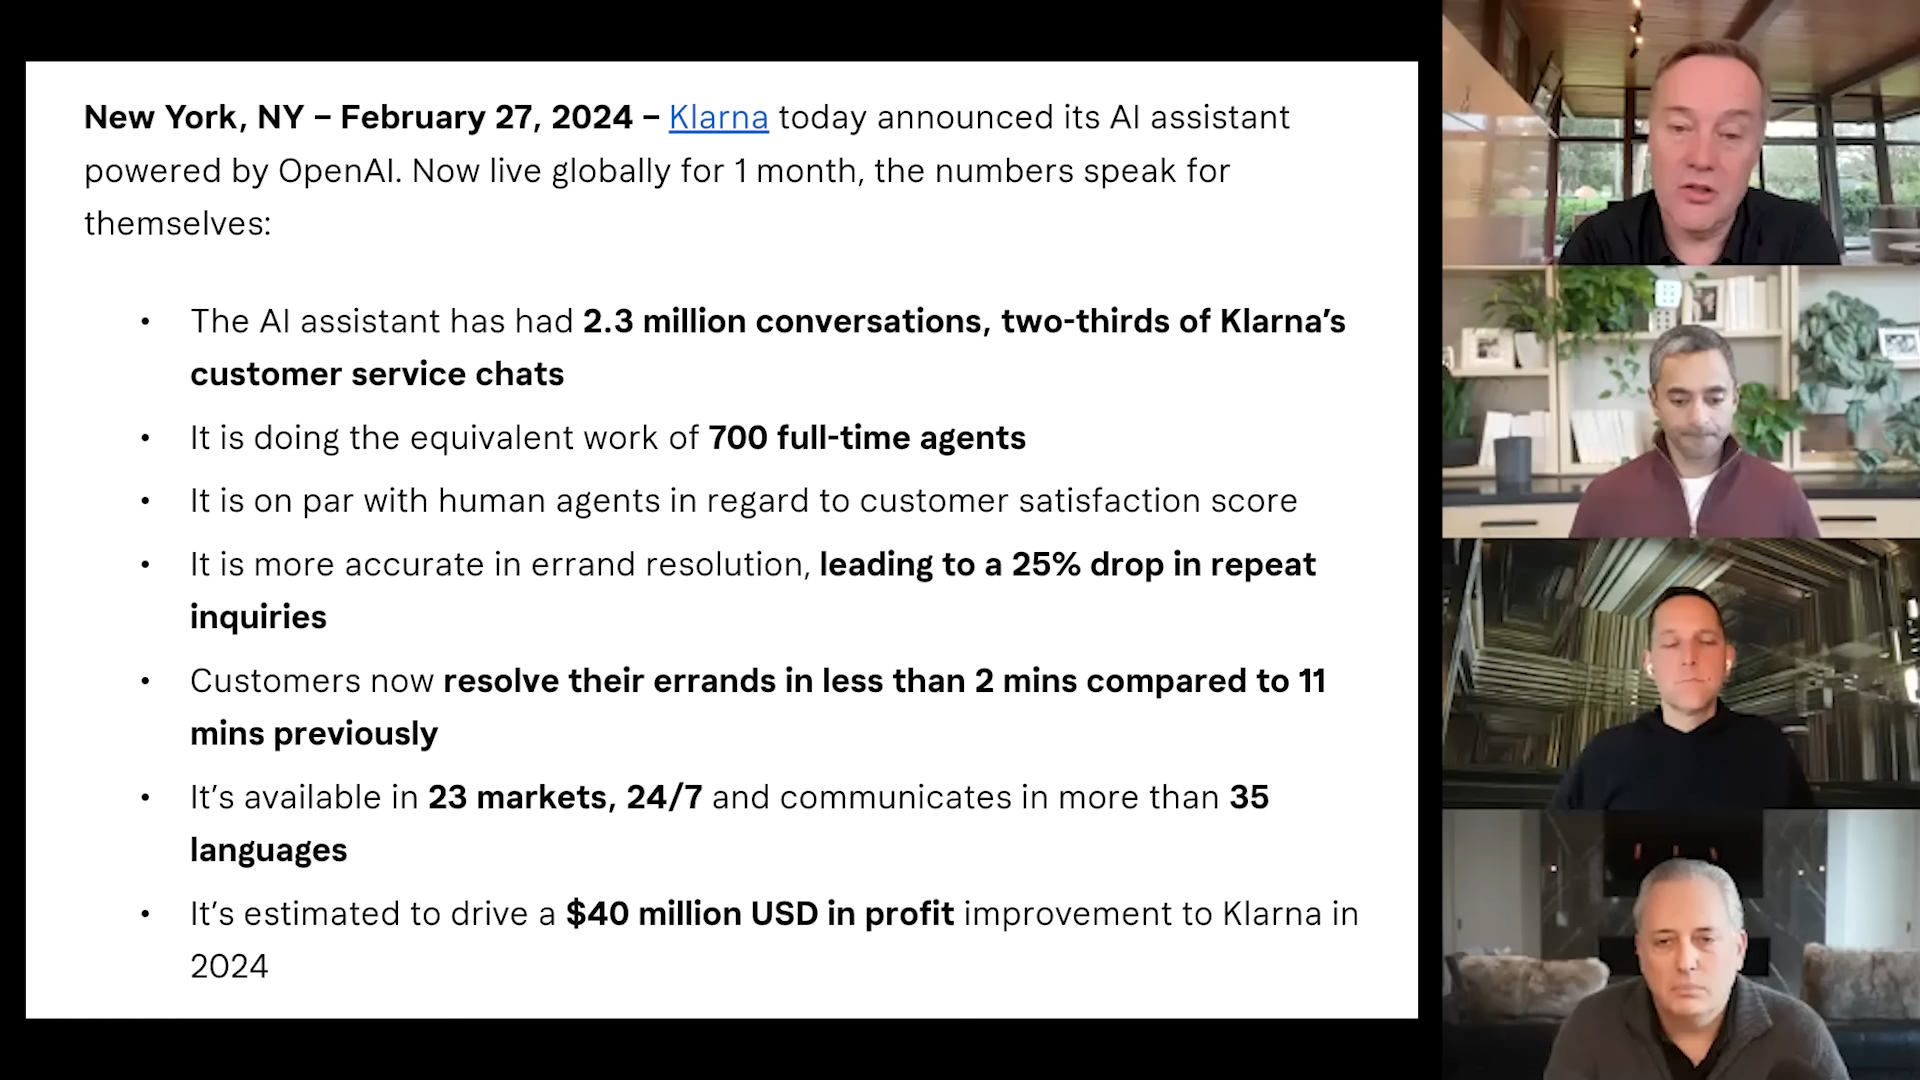 New York, NY – February 27, 2024 – Klarna today announced its AI assistant
powered by OpenAI. Now live globally for 1 month, the numbers speak for
themselves:
• The AI assistant has had 2.3 million conversations, two-thirds of Klarna’s
customer service chats
• It is doing the equivalent work of 700 full-time agents
• It is on par with human agents in regard to customer satisfaction score
• It is more accurate in errand resolution, leading to a 25% drop in repeat
inquiries
• Customers now resolve their errands in less than 2 mins compared to 11
mins previously
• It’s available in 23 markets, 24/7 and communicates in more than 35
languages
• It’s estimated to drive a $40 million USD in profit improvement to Klarna in
2024